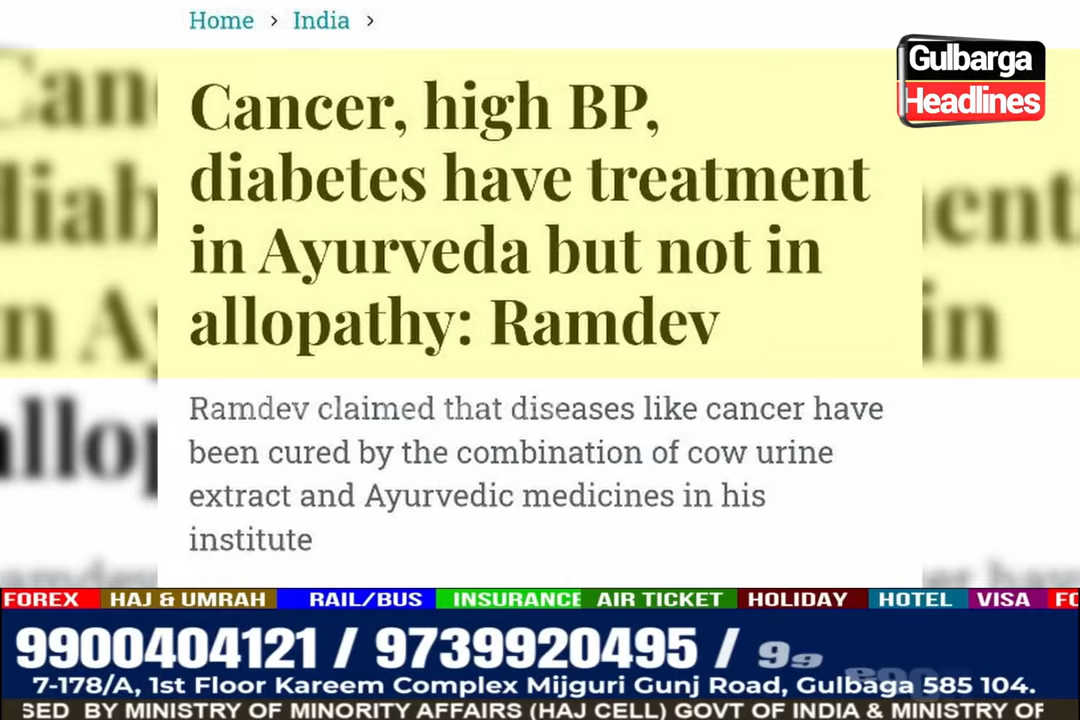 Home > India >
Gulbarga
Headlines
Cancer, high BP,
diabetes have treatment
in Ayurveda but not in
allopathy: Ramdev
Ramdev claimed that diseases like cancer have
been cured by the combination of cow urine
extract and Ayurvedic medicines in his
institute
FOREX HAJ & UMRAH RAIL/BUS INSURANCE AIR TICKET HOLIDAY HOTEL VISA
9900404121 / 9739920495 /
7-178/A, 1st Floor Kareem Complex Mijguri Gunj Road, Gulbaga 585 104.
BY MINISTRY OF MINORITY AFFAIRS (HAJ CELL) GOVT OF INDIA & MINISTRY OF